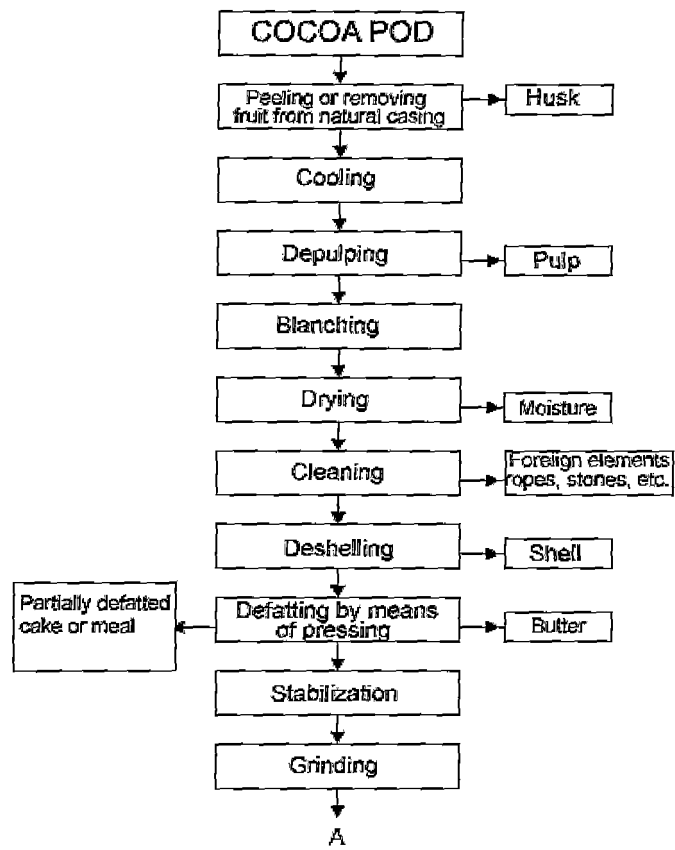 COCOA POD
Peeling or removing
fruit from natural casing
Husk
Cooling
Depulping
Pulp
Blanching
Drying
Moisture
Cleaning
Foreign elements
ropes, stones, etc.
Deshelling
Shell
Partially defatted
cake or meal
Defatting by means
of pressing
Butter
Stabilization
Grinding
A